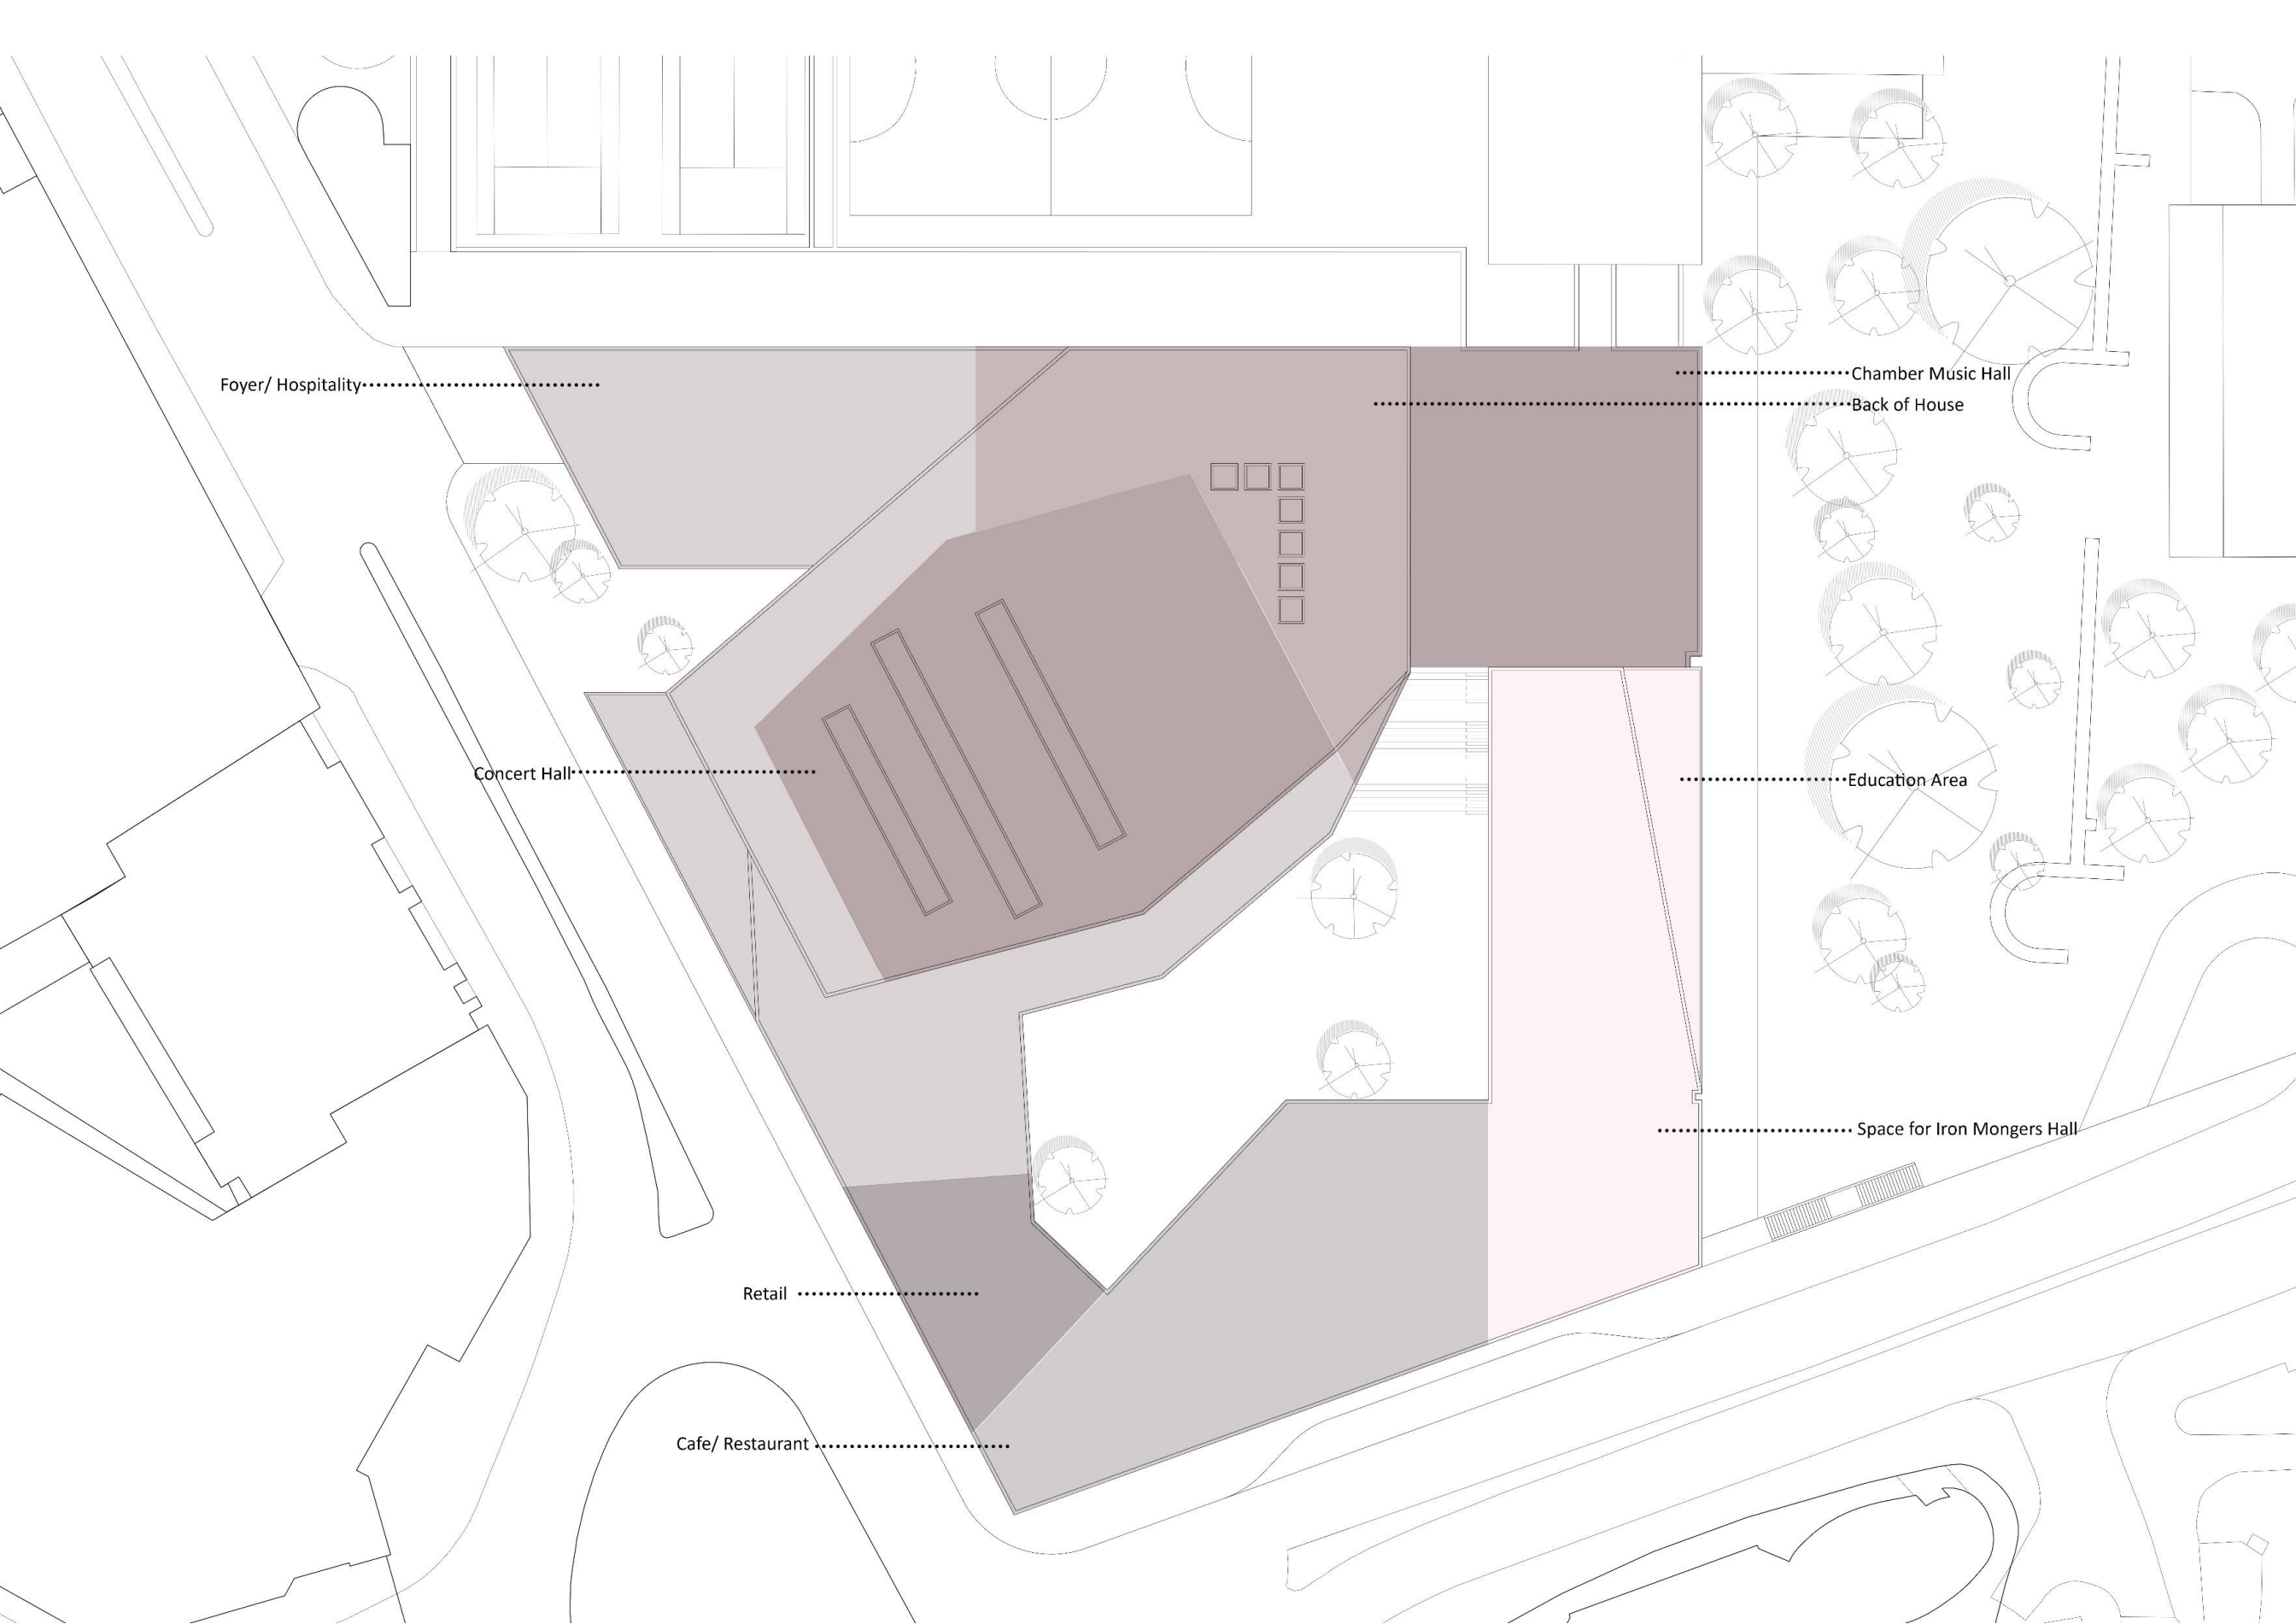 Foyer/ Hospitality
Chamber Music Hall
Back of House
Concert Hall
Education Area
Space for Iron Mongers Hall
Retail
Cafe/ Restaurant